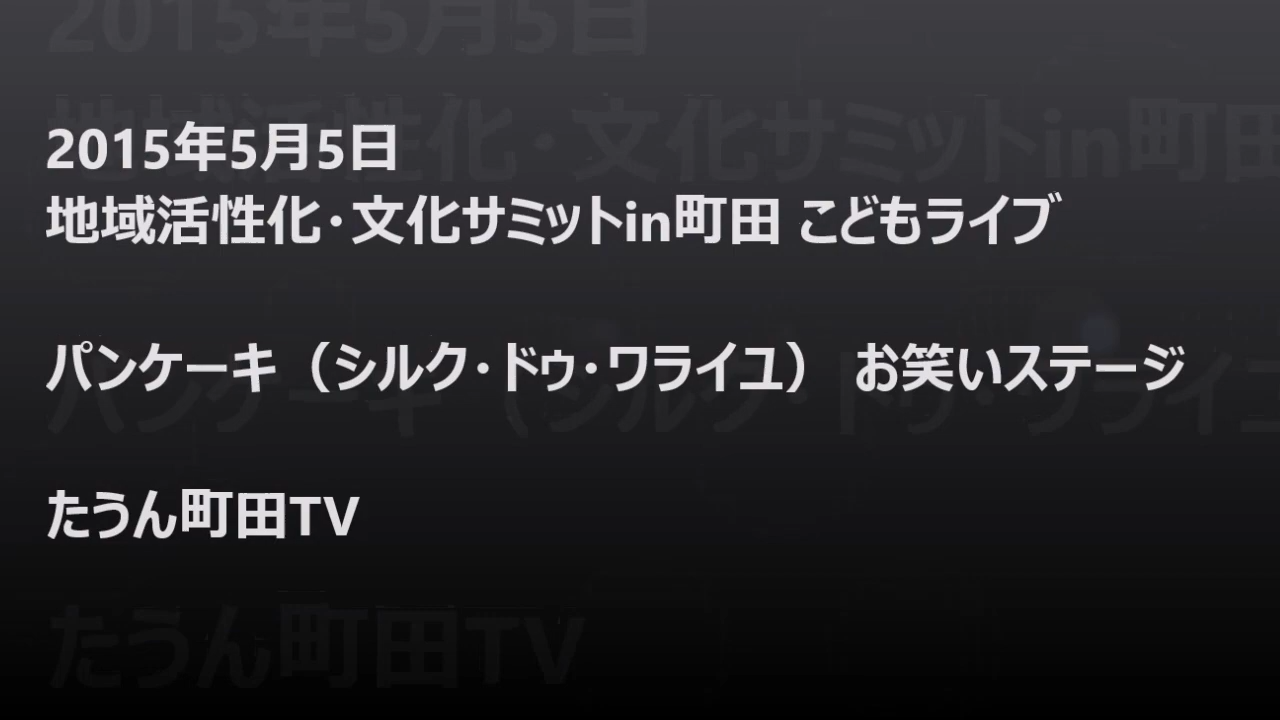 2015年5月5日
地域活性化・文化サミットin町田 こどもライブ
パンケーキ（シルク・ドゥ・ワライユ） お笑いステージ
たうん町田TV